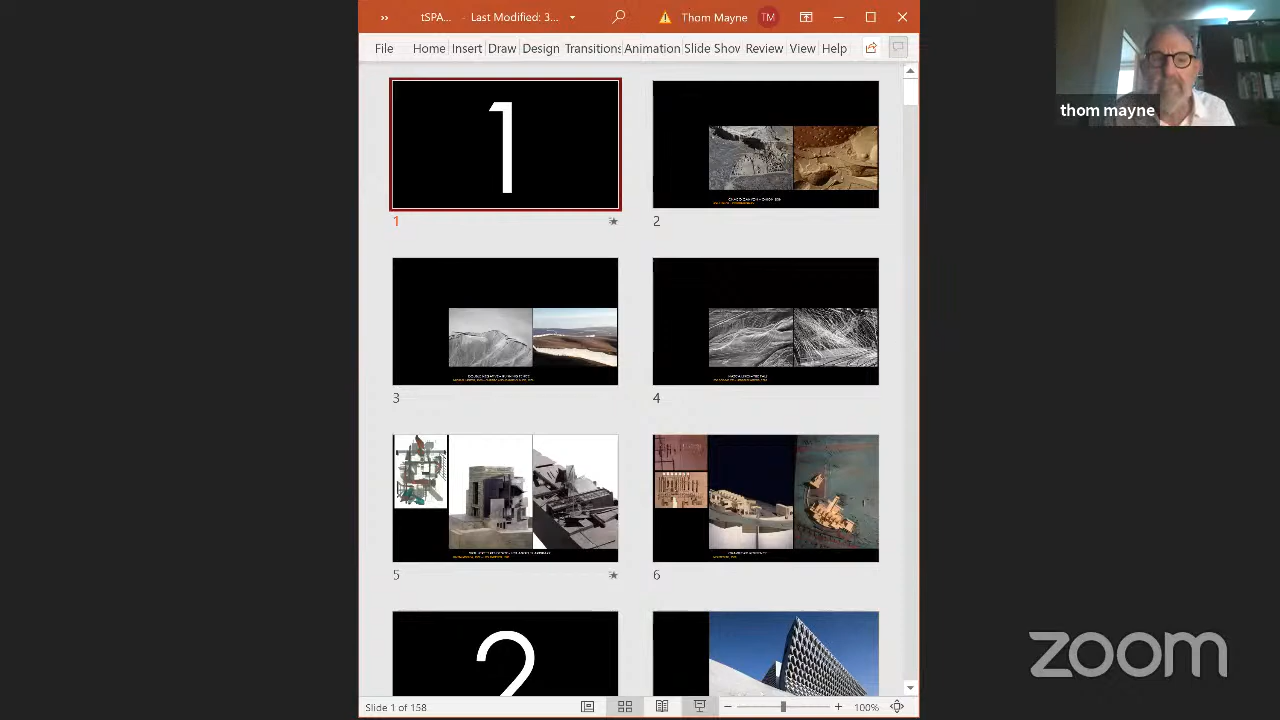 tSPA... - Last Modified: 3... Thom Mayne TM
File Home Insert Draw Design Transitions Animation Slide Shov Review View Help
thom mayne
1
1
2
3
4
5
6
2
zoom
Slide 1 of 158
100%